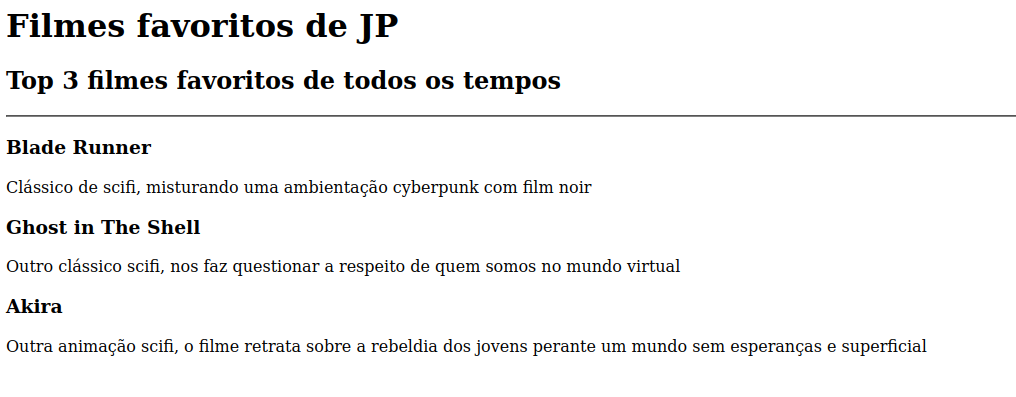 Filmes favoritos de JP
Top 3 filmes favoritos de todos os tempos
Blade Runner
Clássico de scifi, misturando uma ambientação cyberpunk com film noir
Ghost in The Shell
Outro clássico scifi, nos faz questionar a respeito de quem somos no mundo virtual
Akira
Outra animação scifi, o filme retrata sobre a rebeldia dos jovens perante um mundo sem esperanças e superficial